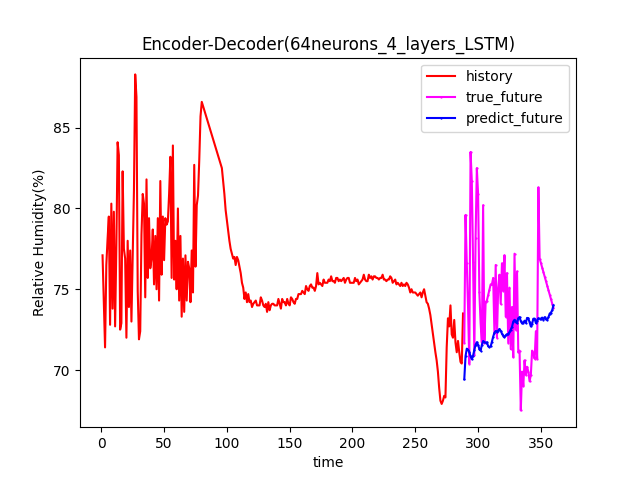 Encoder-Decoder(64neurons_4_layers_LSTM)
history
true_future
predict_future
Relative Humidity(%)
85
80
75
70
0 50 100 150 200 250 300 350
time